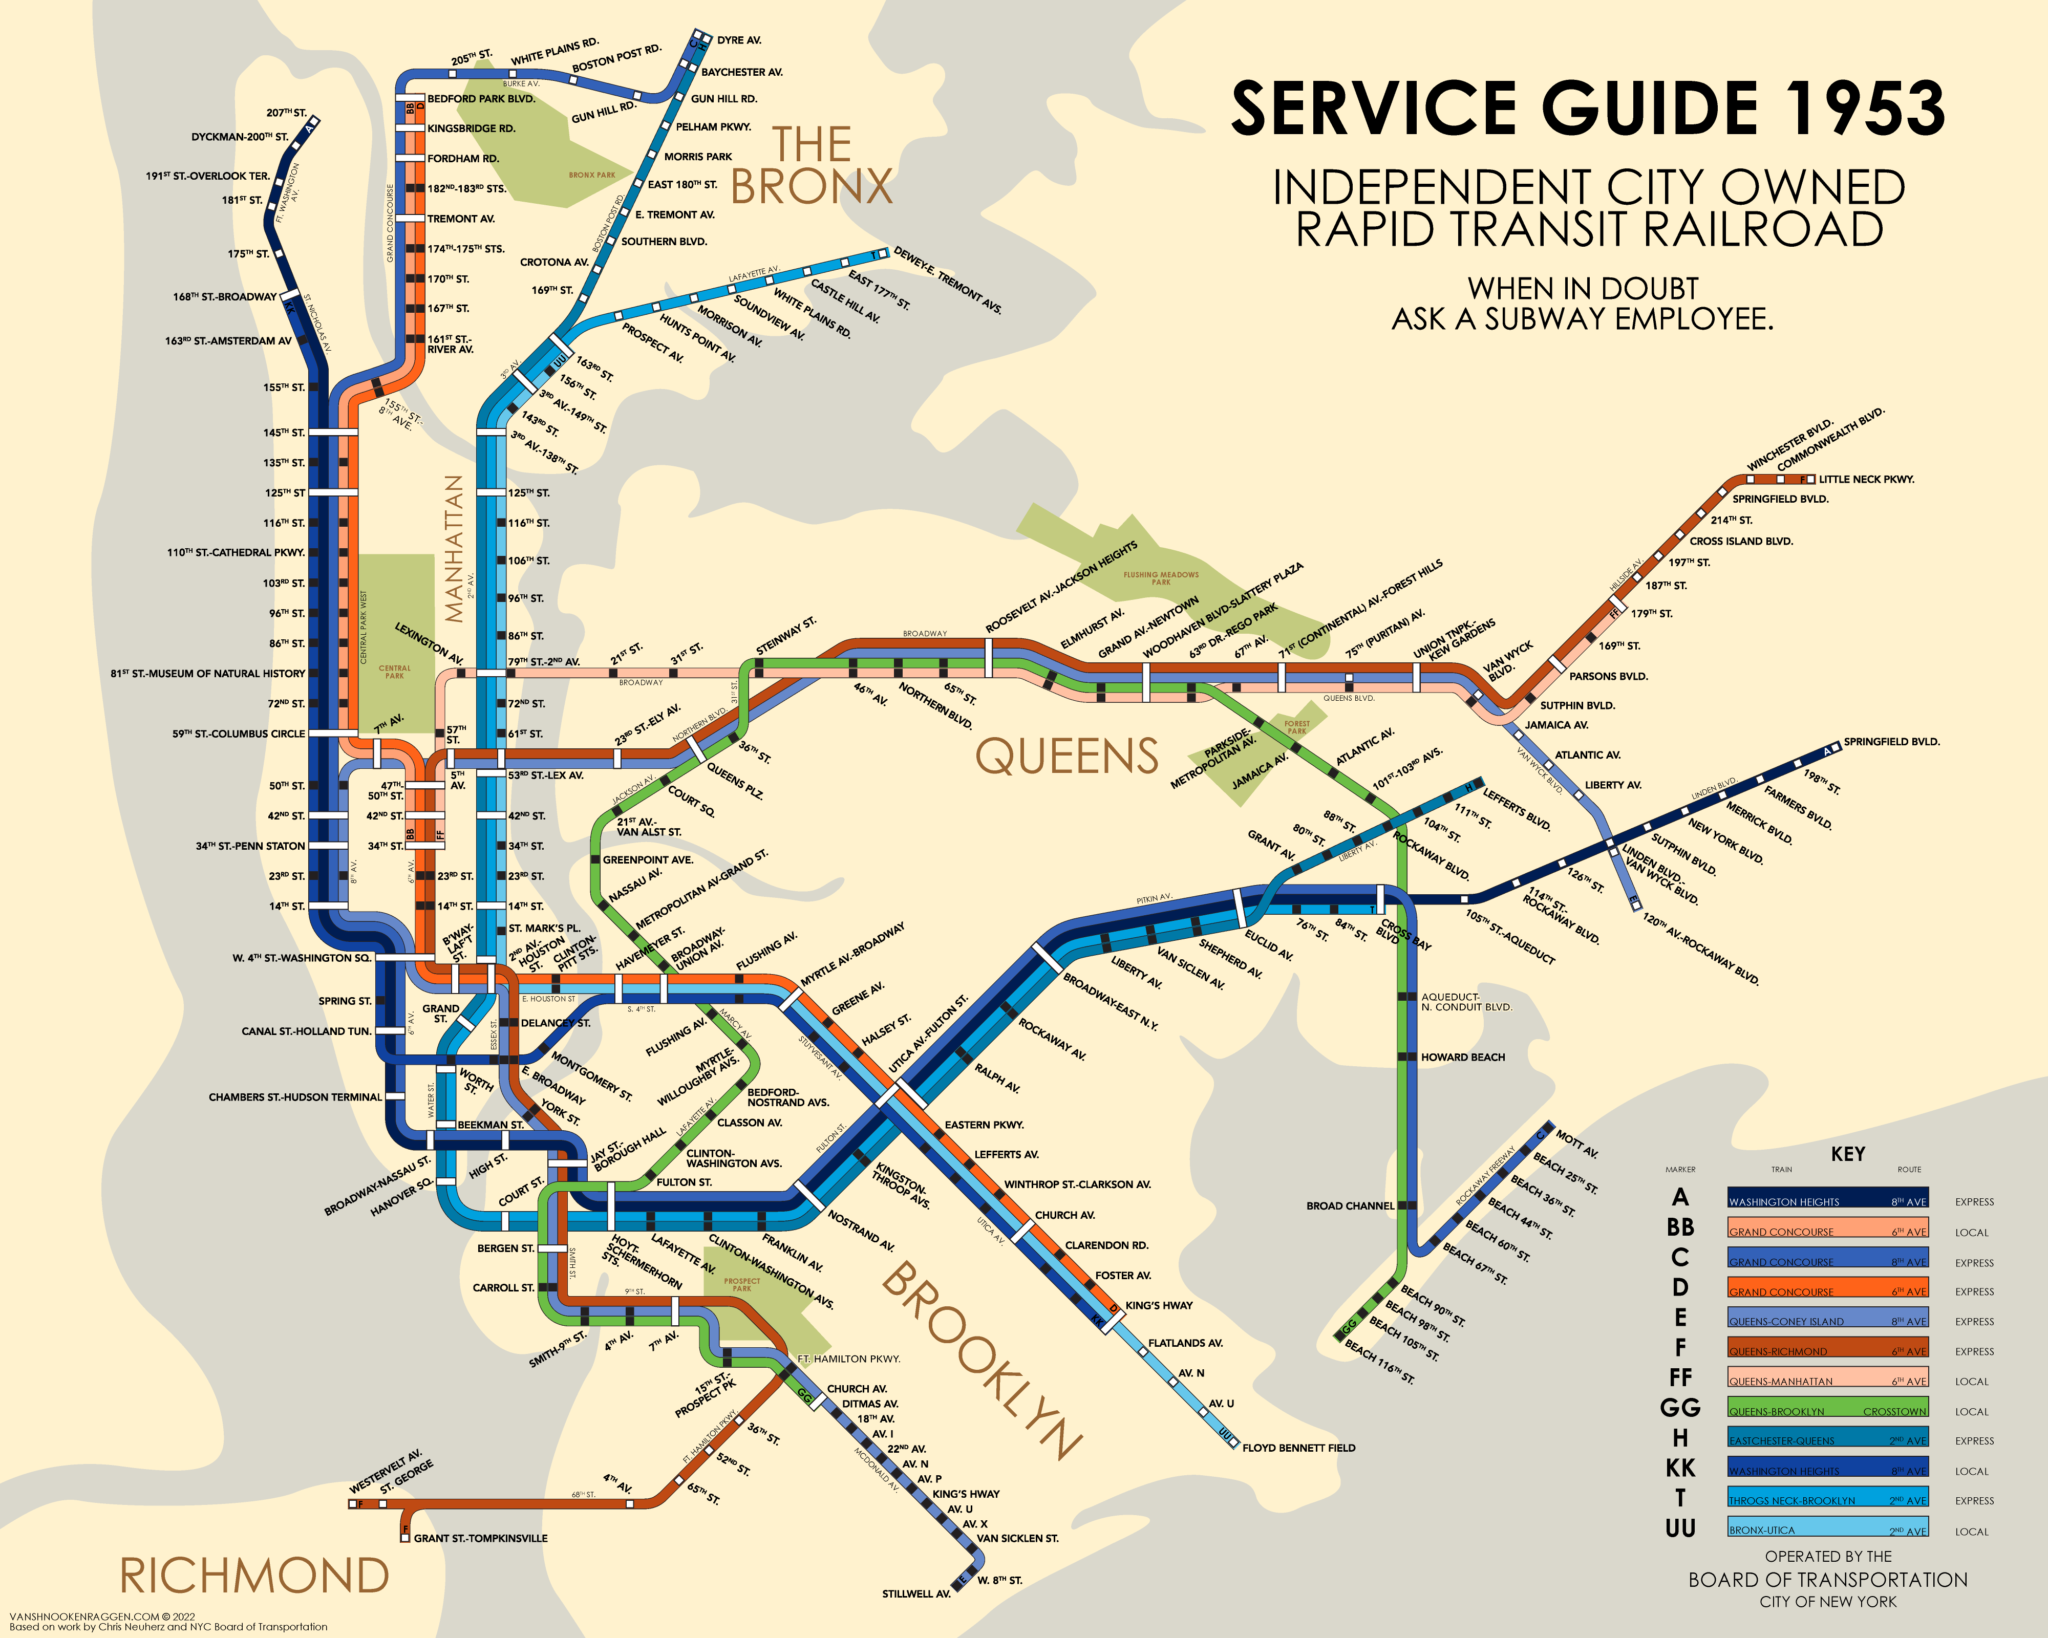 SERVICE GUIDE 1953
INDEPENDENT CITY OWNED
RAPID TRANSIT RAILROAD
WHEN IN DOUBT
ASK A SUBWAY EMPLOYEE.
THE
BRONX
MANHATTAN
QUEENS
BROOKLYN
RICHMOND
BRONX PARK
CENTRAL
PARK
FLUSHING MEADOWS
PARK
FOREST
PARK
PROSPECT
PARK
207TH ST.
A
DYCKMAN-200TH ST.
191ST ST.-OVERLOOK TER.
181ST ST.
FT. WASHINGTON
AV.
175TH ST.
168TH ST.-BROADWAY
KK
ST. NICHOLAS AV.
163RD ST.-AMSTERDAM AV
155TH ST.
145TH ST.
135TH ST.
125TH ST
116TH ST.
110TH ST.-CATHEDRAL PKWY.
103RD ST.
96TH ST.
86TH ST.
81ST ST.-MUSEUM OF NATURAL HISTORY
72ND ST.
59TH ST.-COLUMBUS CIRCLE
CENTRAL PARK WEST
50TH ST.
42ND ST.
34TH ST.-PENN STATON
23RD ST.
14TH ST.
8TH AV.
W. 4TH ST.-WASHINGTON SQ.
SPRING ST.
CANAL ST.-HOLLAND TUN.
6TH AV.
CHAMBERS ST.-HUDSON TERMINAL
BROADWAY-NASSAU ST.
HIGH ST.
205TH ST.
WHITE PLAINS RD.
BURKE AV.
BOSTON POST RD.
GUN HILL RD.
BEDFORD PARK BLVD.
BB
D
KINGSBRIDGE RD.
FORDHAM RD.
182ND-183RD STS.
TREMONT AV.
174TH-175TH STS.
170TH ST.
167TH ST.
161ST ST.-
RIVER AV.
GRAND CONCOURSE
155TH ST.-
8TH AVE.
C
H
DYRE AV.
BAYCHESTER AV.
GUN HILL RD.
PELHAM PKWY.
MORRIS PARK
EAST 180TH ST.
E. TREMONT AV.
SOUTHERN BLVD.
BOSTON POST RD.
CROTONA AV.
169TH ST.
T
DEWEY-E. TREMONT AVS.
EAST 177TH ST.
CASTLE HILL AV.
WHITE PLAINS RD.
SOUNDVIEW AV.
LAFAYETTE AV.
MORRISON AV.
HUNTS POINT AV.
PROSPECT AV.
163RD ST.
UU
156TH ST.
3RD AV.
3RD AV.-149TH ST.
143RD ST.
3RD AV.-138TH ST.
125TH ST.
116TH ST.
106TH ST.
96TH ST.
2ND AV.
86TH ST.
79TH ST.-2ND AV.
72ND ST.
61ST ST.
53RD ST.-LEX AV.
42ND ST.
34TH ST.
23RD ST.
14TH ST.
ST. MARK'S PL.
2ND AV.-
HOUSTON
ST.
LEXINGTON AV.
21ST ST.
31ST ST.
BROADWAY
57TH
ST.
7TH AV.
5TH
AV.
47TH-
50TH ST.
42ND ST.
BB
FF
34TH ST.
23RD ST.
14TH ST.
6TH AV.
B'WAY-
LAF'T
ST.
CLINTON-
PITT STS.
E. HOUSTON ST
HAVEMEYER ST.
BROADWAY-
UNION AV.
S. 4TH ST.
FLUSHING AV.
MYRTLE AV.-BROADWAY
GREENE AV.
HALSEY ST.
STUYVESANT AV.
GRAND
ST.
ESSEX ST.
DELANCEY ST.
MONTGOMERY ST.
E. BROADWAY
YORK ST.
WORTH
ST.
WATER ST.
BEEKMAN ST.
HANOVER SQ.
COURT ST.
JAY ST.-
BOROUGH HALL
23RD ST.-ELY AV.
NORTHERN BLVD.
QUEENS PLZ.
36TH ST.
31ST ST.
STEINWAY ST.
46TH AV.
NORTHERN BLVD.
65TH ST.
BROADWAY
ROOSEVELT AV.-JACKSON HEIGHTS
ELMHURST AV.
GRAND AV.-NEWTOWN
WOODHAVEN BLVD-SLATTERY PLAZA
63RD DR.-REGO PARK
67TH AV.
71ST (CONTINENTAL) AV.-FOREST HILLS
75TH (PURITAN) AV.
QUEENS BLVD.
UNION TNPK.-
KEW GARDENS
VAN WYCK
BLVD.
SUTPHIN BVLD.
PARSONS BVLD.
169TH ST.
FF
179TH ST.
187TH ST.
HILLSIDE AV.
197TH ST.
CROSS ISLAND BLVD.
214TH ST.
SPRINGFIELD BVLD.
WINCHESTER BVLD.
COMMONWEALTH BLVD.
F
LITTLE NECK PKWY.
JAMAICA AV.
ATLANTIC AV.
LIBERTY AV.
VAN WYCK BLVD.
LINDEN BLVD.-
VAN WYCK BLVD.
E
120TH AV.-ROCKAWAY BLVD.
COURT SQ.
JACKSON AV.
21ST AV.-
VAN ALST ST.
GREENPOINT AVE.
NASSAU AV.
METROPOLITAN AV-GRAND ST.
FLUSHING AV.
MARCY AV.
MYRTLE-
WILLOUGHBY AVS.
BEDFORD-
NOSTRAND AVS.
CLASSON AV.
LAFAYETTE AV.
CLINTON-
WASHINGTON AVS.
FULTON ST.
PARKSIDE-
METROPOLITAN AV.
JAMAICA AV.
ATLANTIC AV.
101ST-103RD AVS.
H
LEFFERTS BLVD.
111TH ST.
104TH ST.
ROCKAWAY BLVD.
88TH ST.
80TH ST.
LIBERTY AV.
GRANT AV.
A
SPRINGFIELD BVLD.
198TH ST.
FARMERS BVLD.
MERRICK BVLD.
LINDEN BLVD.
NEW YORK BLVD.
SUTPHIN BVLD.
126TH ST.
114TH ST.-
ROCKAWAY BLVD.
105TH ST.-AQUEDUCT
CROSS BAY
BLVD
T
84TH ST.
76TH ST.
EUCLID AV.
PITKIN AV.
SHEPHERD AV.
VAN SICLEN AV.
LIBERTY AV.
BROADWAY-EAST N.Y.
ROCKAWAY AV.
RALPH AV.
UTICA AV.-FULTON ST.
FULTON ST.
KINGSTON-
THROOP AVS.
NOSTRAND AV.
FRANKLIN AV.
CLINTON-WASHINGTON AVS.
LAFAYETTE AV.
HOYT-
SCHERMERHORN
STS.
AQUEDUCT-
N. CONDUIT BLVD.
HOWARD BEACH
BROAD CHANNEL
C
MOTT AV.
BEACH 25TH ST.
BEACH 36TH ST.
BEACH 44TH ST.
BEACH 60TH ST.
BEACH 67TH ST.
ROCKAWAY FREEWAY
BEACH 90TH ST.
BEACH 98TH ST.
BEACH 105TH ST.
GG
BEACH 116TH ST.
EASTERN PKWY.
LEFFERTS AV.
WINTHROP ST.-CLARKSON AV.
CHURCH AV.
UTICA AV.
CLARENDON RD.
FOSTER AV.
D
KK
KING'S HWAY
FLATLANDS AV.
AV. N
AV. U
UU
FLOYD BENNETT FIELD
BERGEN ST.
SMITH ST.
CARROLL ST.
SMITH-9TH ST.
4TH AV.
9TH ST.
7TH AV.
15TH ST.-
PROSPECT PK
FT. HAMILTON PKWY.
GG
CHURCH AV.
DITMAS AV.
18TH AV.
AV. I
22ND AV.
AV. N
AV. P
MCDONALD AV.
KING'S HWAY
AV. U
AV. X
VAN SICKLEN ST.
W. 8TH ST.
E
STILLWELL AV.
36TH ST.
FT. HAMILTON PKWY.
52ND ST.
65TH ST.
4TH AV.
68TH ST.
WESTERVELT AV.
ST. GEORGE
F
F
GRANT ST.-TOMPKINSVILLE
KEY
MARKER TRAIN ROUTE
A WASHINGTON HEIGHTS 8TH AVE EXPRESS
BB GRAND CONCOURSE 6TH AVE LOCAL
C GRAND CONCOURSE 8TH AVE EXPRESS
D GRAND CONCOURSE 6TH AVE EXPRESS
E QUEENS-CONEY ISLAND 8TH AVE EXPRESS
F QUEENS-RICHMOND 6TH AVE EXPRESS
FF QUEENS-MANHATTAN 6TH AVE LOCAL
GG QUEENS-BROOKLYN CROSSTOWN LOCAL
H EASTCHESTER-QUEENS 2ND AVE EXPRESS
KK WASHINGTON HEIGHTS 8TH AVE LOCAL
T THROGS NECK-BROOKLYN 2ND AVE EXPRESS
UU BRONX-UTICA 2ND AVE LOCAL
OPERATED BY THE
BOARD OF TRANSPORTATION
CITY OF NEW YORK
VANSHNOOKENRAGGEN.COM © 2022
Based on work by Chris Neuherz and NYC Board of Transportation